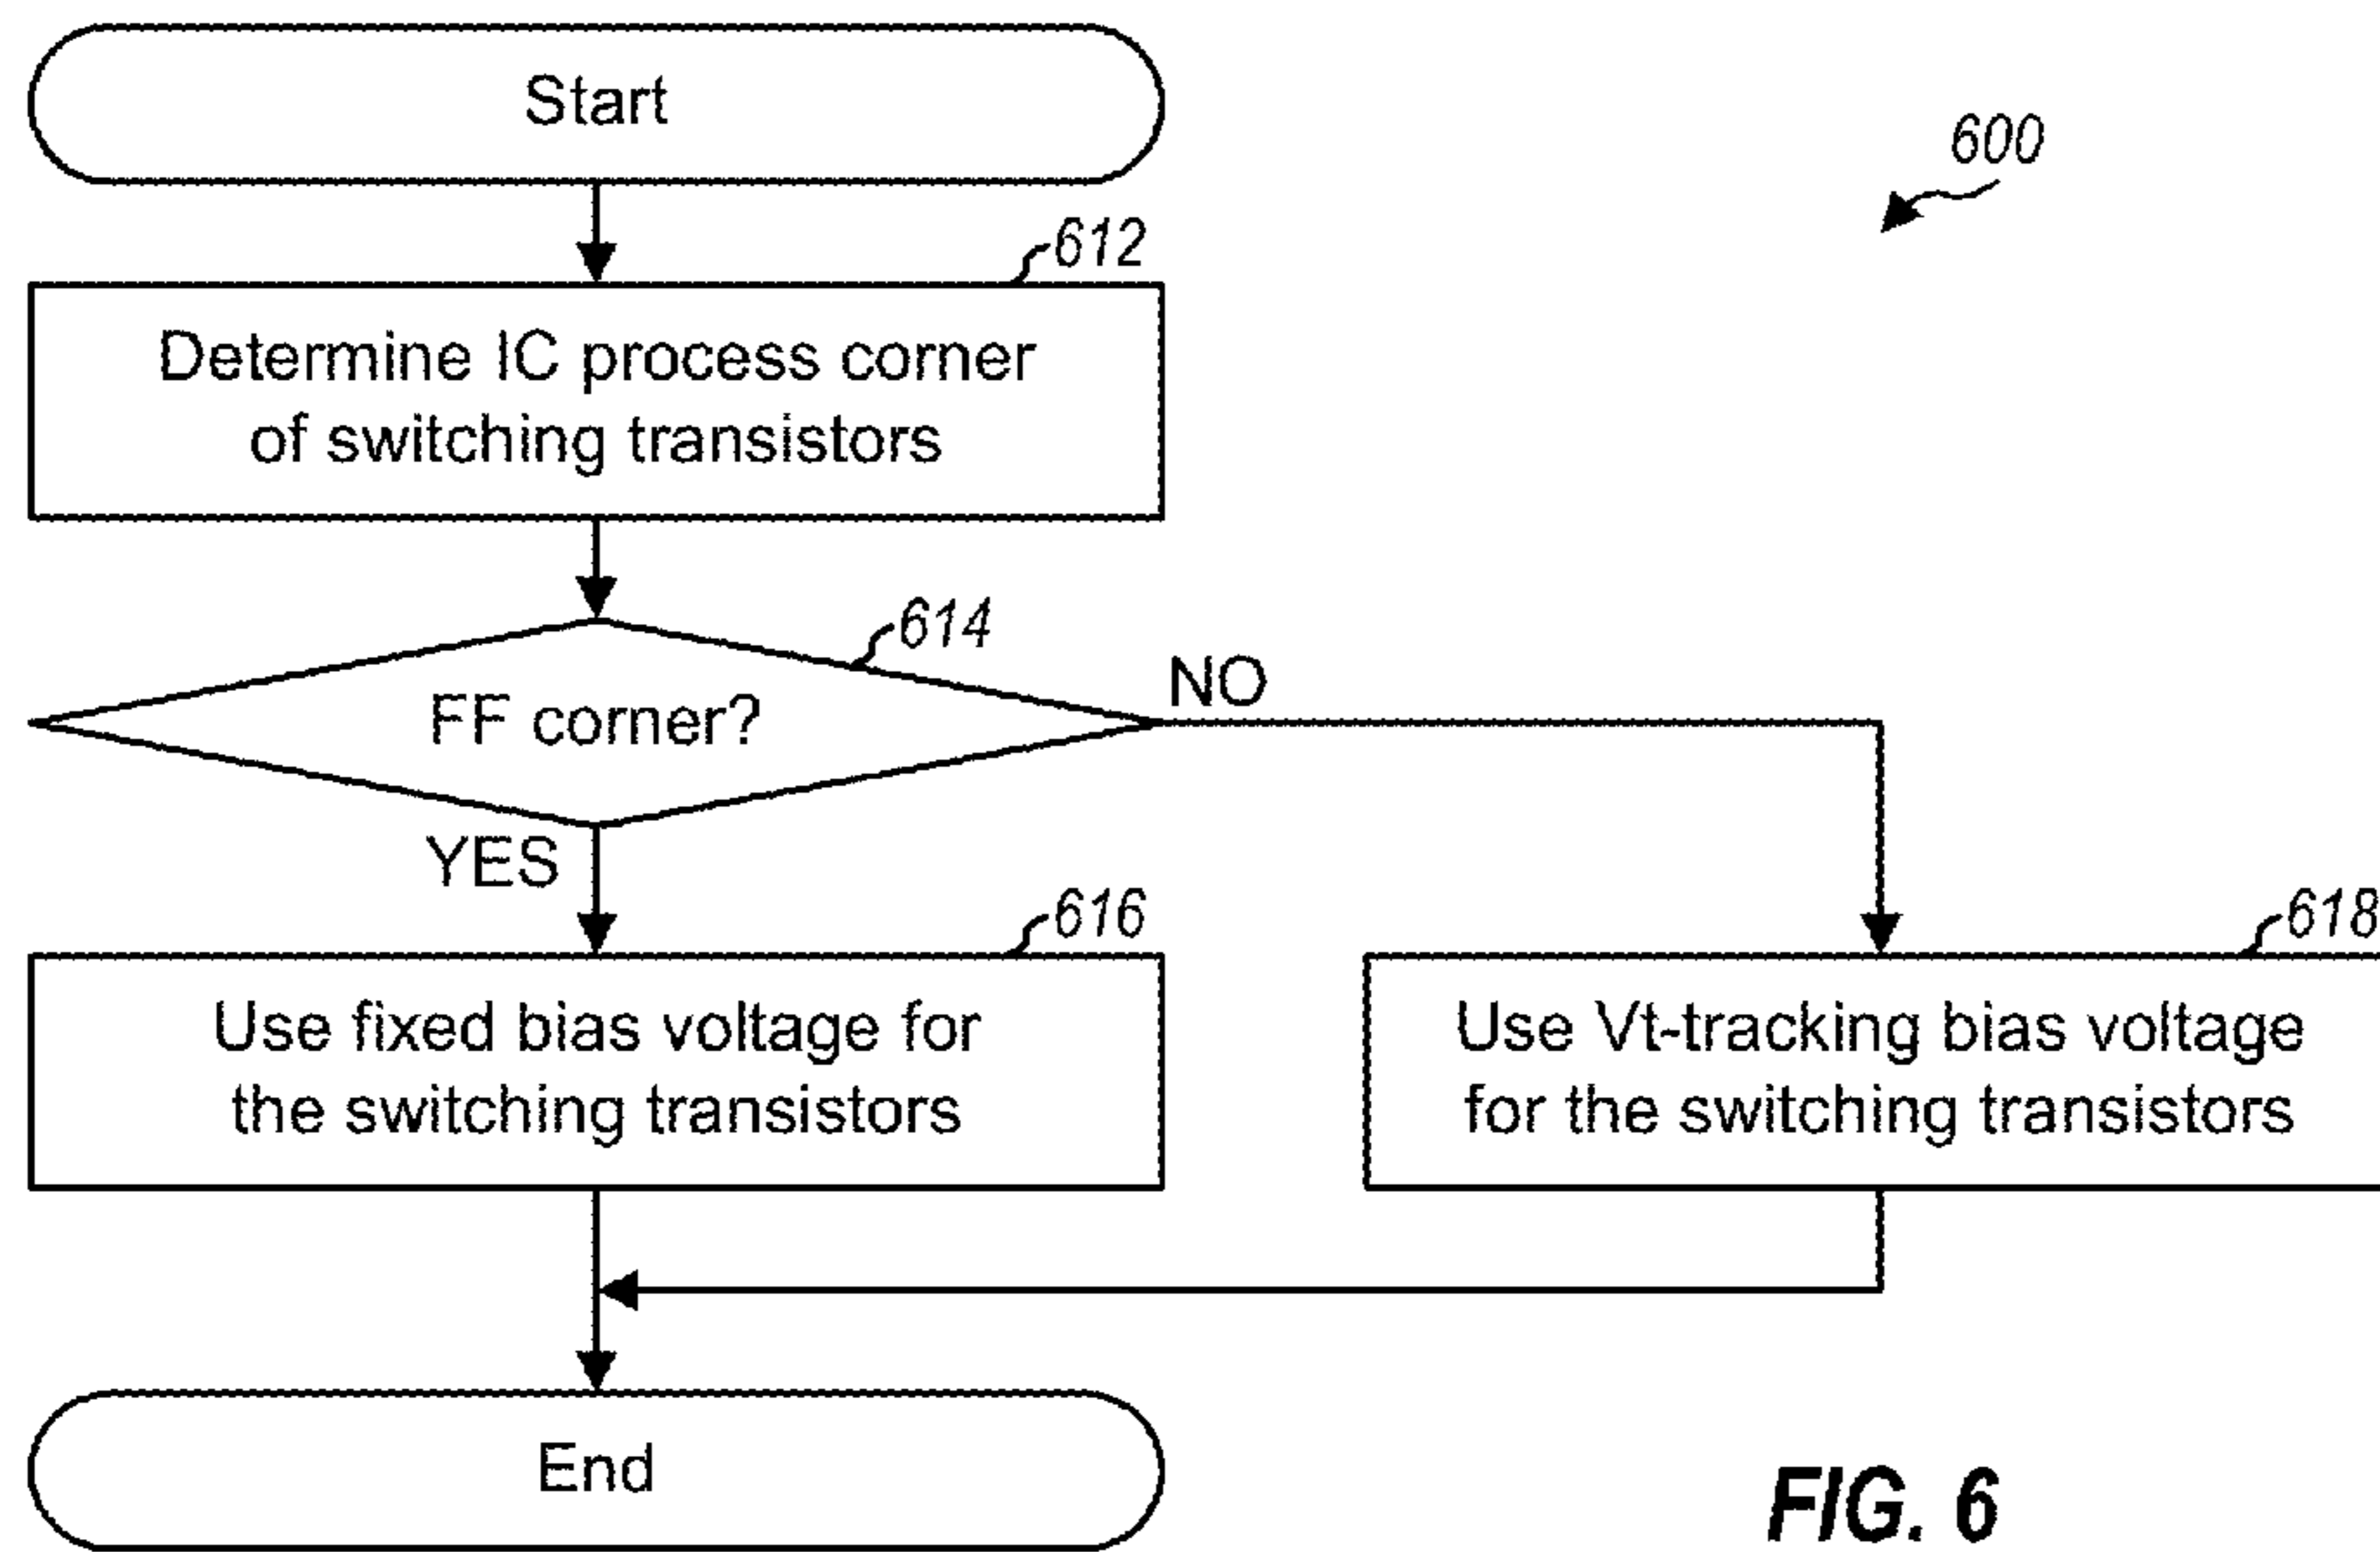 Start
600
612
Determine IC process corner
of switching transistors
614
FF corner?
NO
YES
616
Use fixed bias voltage for
the switching transistors
618
Use Vt-tracking bias voltage
for the switching transistors
End
FIG. 6